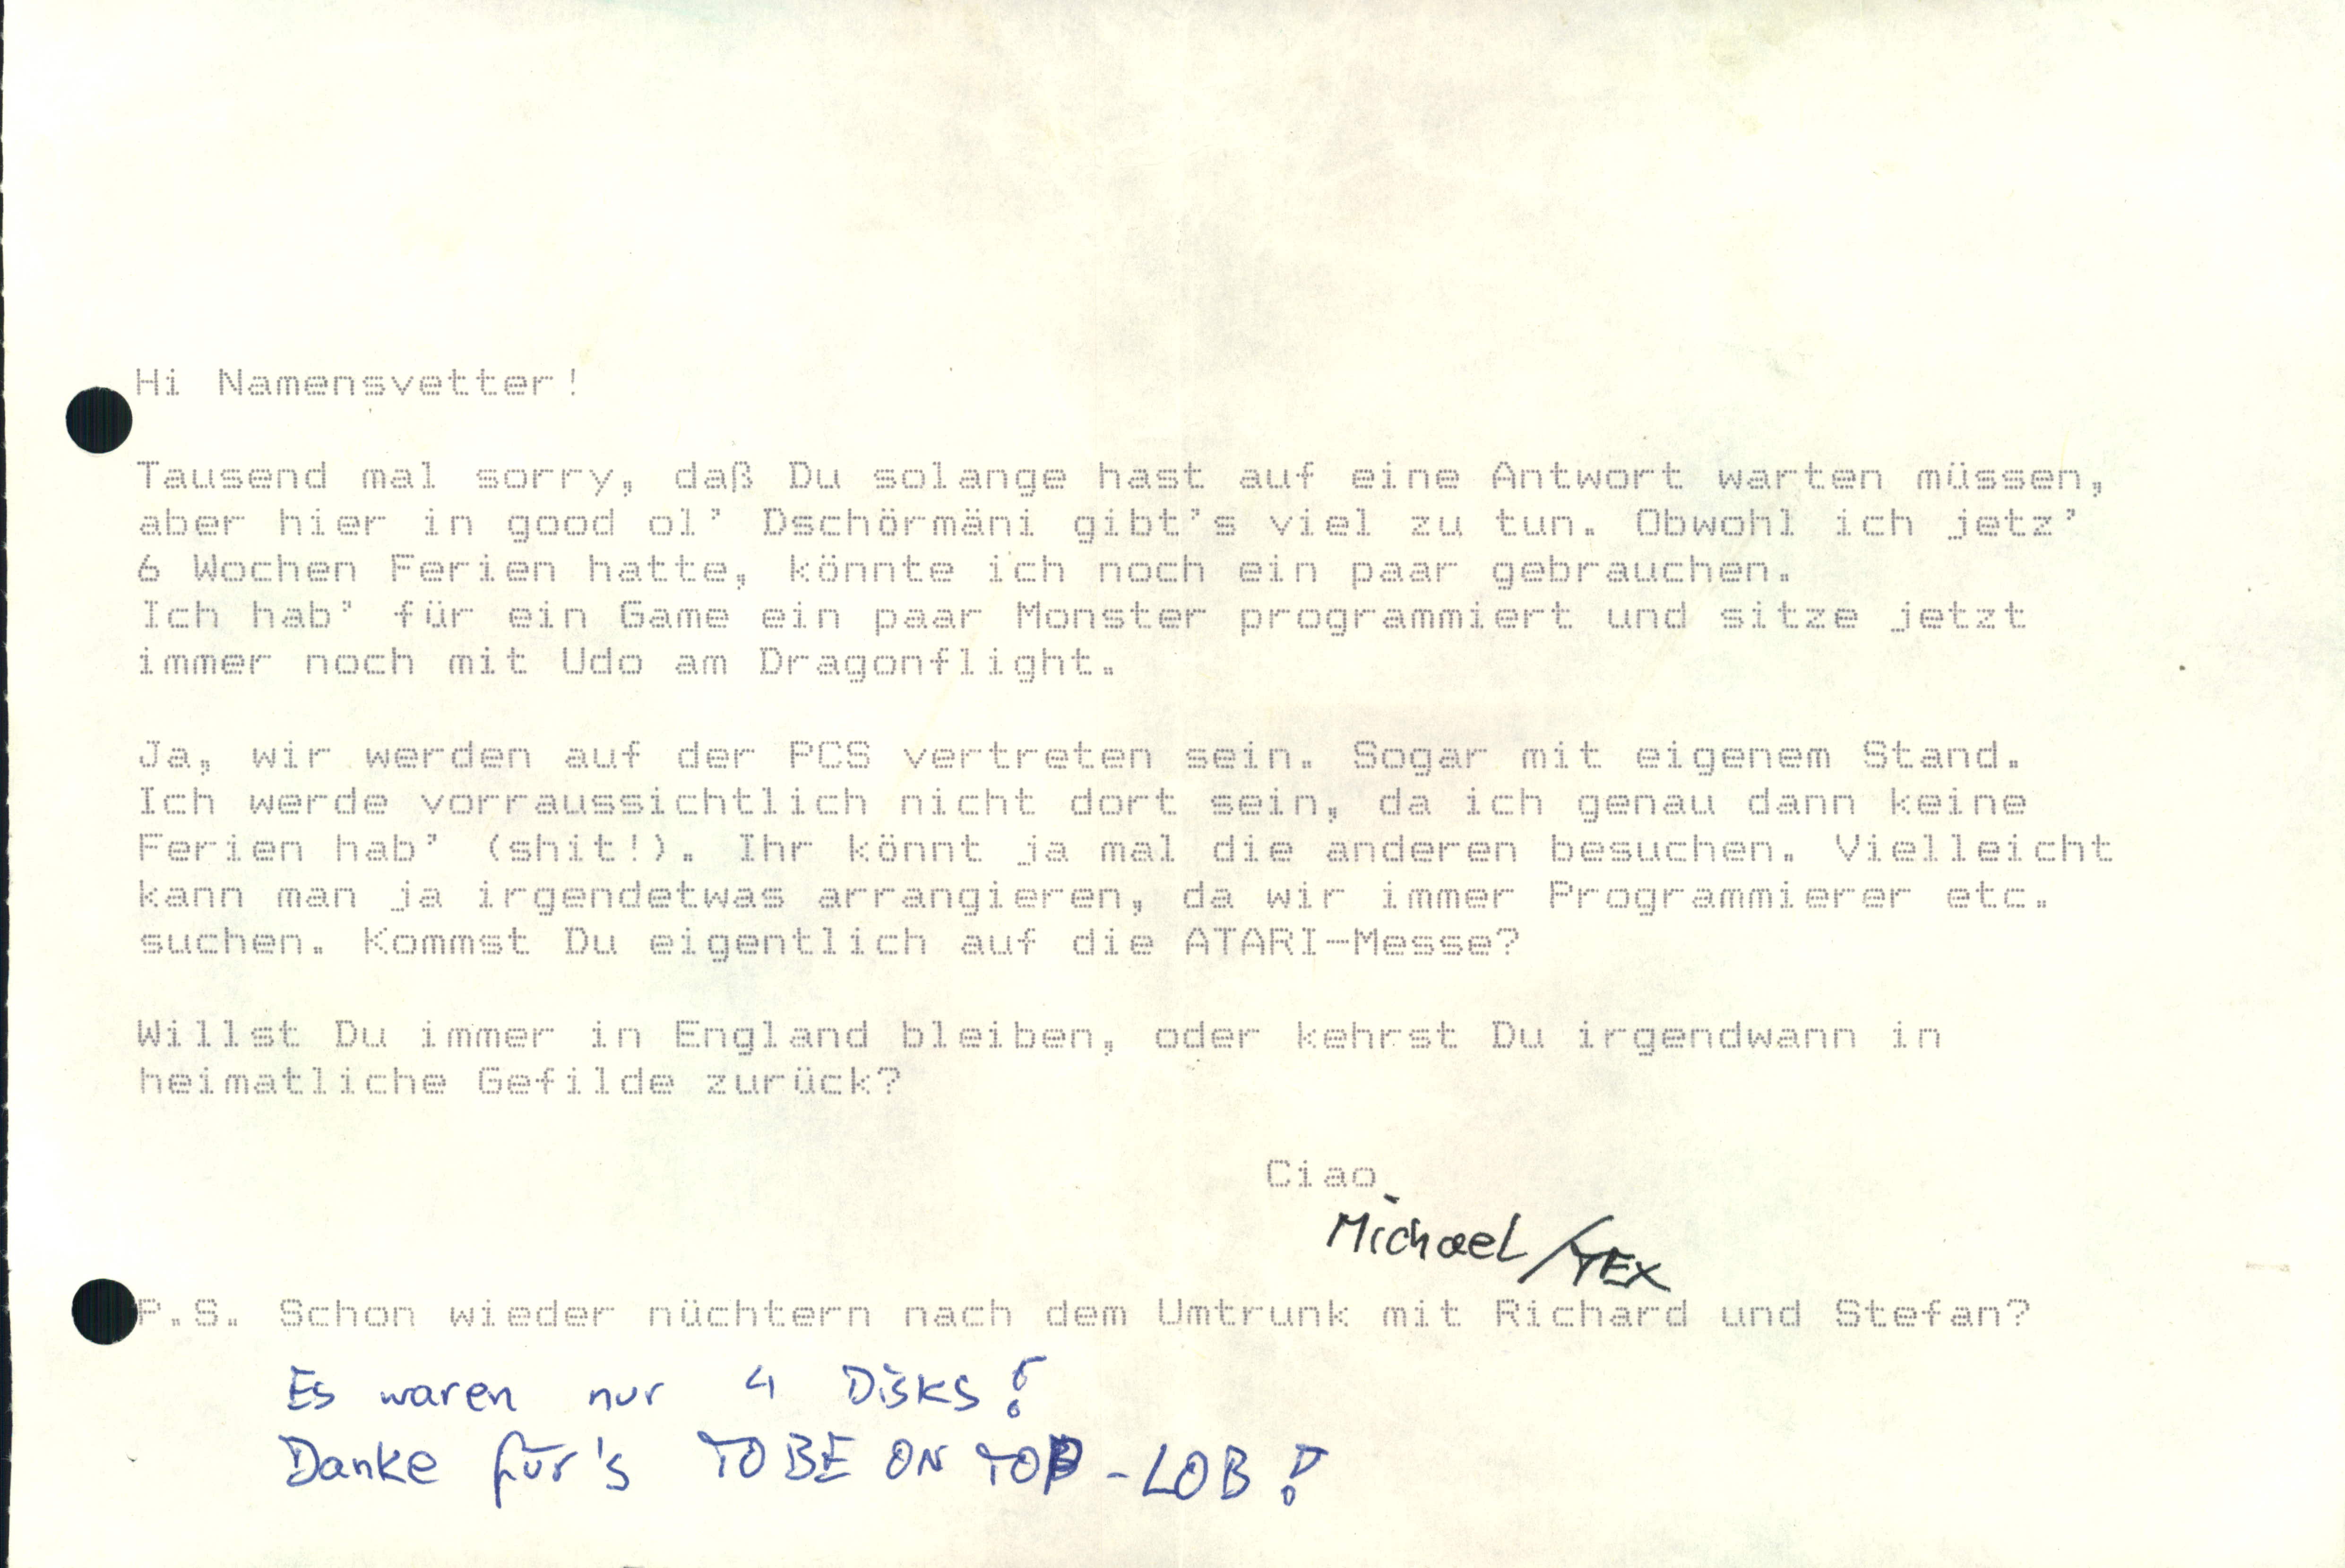 Hi Namensvetter!
Tausend mal sorry, daß Du solange hast auf eine Antwort warten müssen,
aber hier in good ol' Dschörmäni gibt's viel zu tun. Obwohl ich jetz'
6 Wochen Ferien hatte, könnte ich noch ein paar gebrauchen.
Ich hab' für ein Game ein paar Monster programmiert und sitze jetzt
immer noch mit Udo am Dragonflight.
Ja, wir werden auf der PCS vertreten sein. Sogar mit eigenem Stand.
Ich werde vorraussichtlich nicht dort sein, da ich genau dann keine
Ferien hab' (shit!). Ihr könnt ja mal die anderen besuchen. Vielleicht
kann man ja irgendetwas arrangieren, da wir immer Programmierer etc.
suchen. Kommst Du eigentlich auf die ATARI-Messe?
Willst Du immer in England bleiben, oder kehrst Du irgendwann in
heimatliche Gefilde zurück?
Ciao
Michael/TEX
P.S. Schon wieder nüchtern nach dem Umtrunk mit Richard und Stefan?
Es waren nur 4 Disks!
Danke für's TO BE ON TOP-LOB!